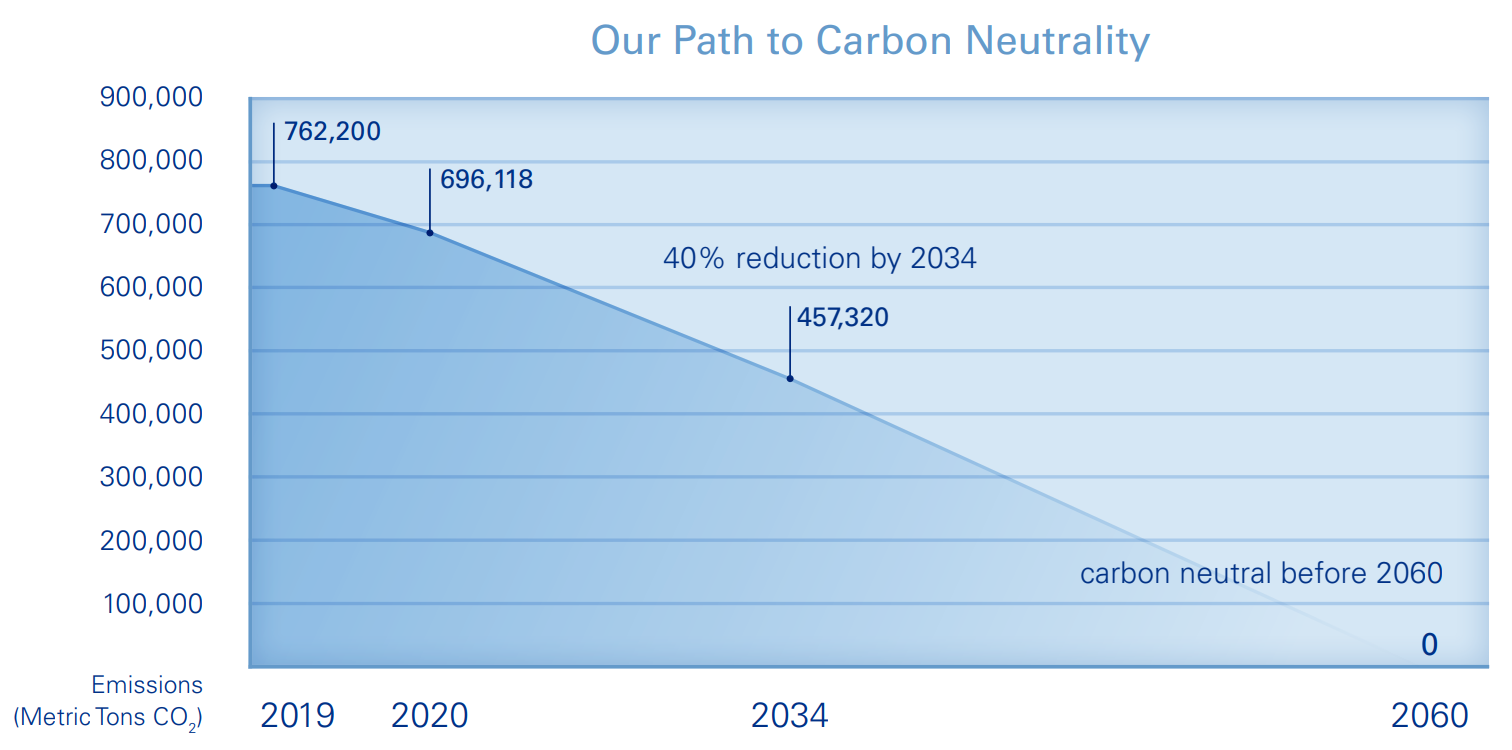 Our Path to Carbon Neutrality
900,000
762,200
800,000
696,118
700,000
40% reduction by 2034
600,000
457,320
500,000
400,000
300,000
200,000
carbon neutral before 2060
100,000
0
Emissions
(Metric Tons CO₂)
2019 2020 2034 2060